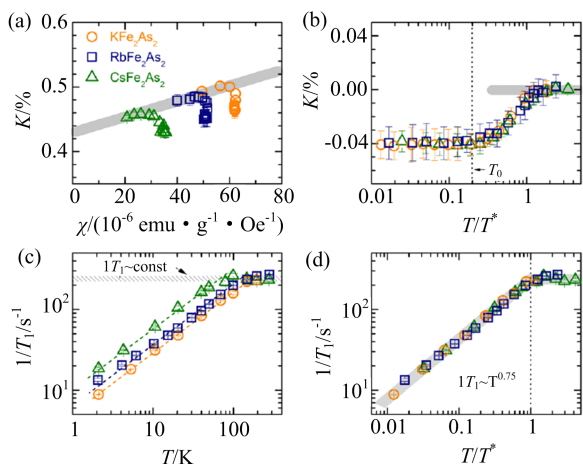 (a)
0.6
0.5
0.4
K/%
KFe₂As₂
RbFe₂As₂
CsFe₂As₂
0 20 40 60 80
χ/(10⁻⁶ emu · g⁻¹ · Oe⁻¹)
(b)
0.04
0.00
-0.04
K/%
T₀
0.01 0.1 1
T/T*
(c)
1T₁~const
10²
10¹
1/T₁/s⁻¹
1 10 100
T/K
(d)
10²
10¹
1/T₁/s⁻¹
1T₁~T⁰·⁷⁵
0.01 0.1 1
T/T*